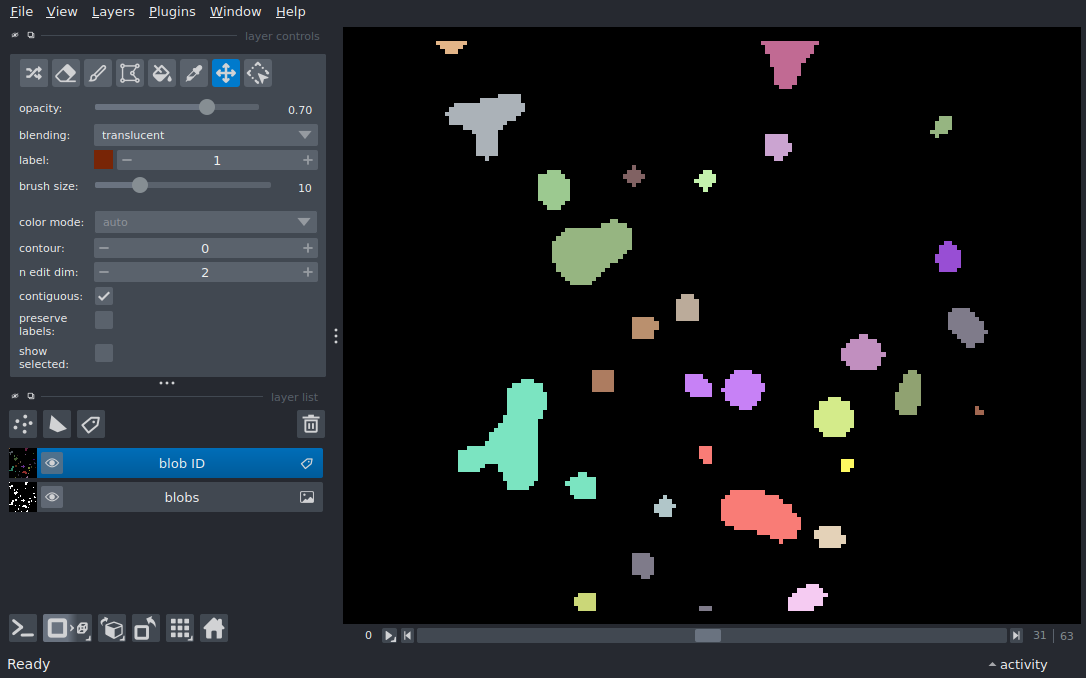 File View Layers Plugins Window Help
layer controls
opacity: 0.70
blending: translucent
label: 1
brush size: 10
color mode: auto
contour: 0
n edit dim: 2
contiguous:
preserve
labels:
show
selected:
layer list
blob ID
blobs
0 31 | 63
Ready activity